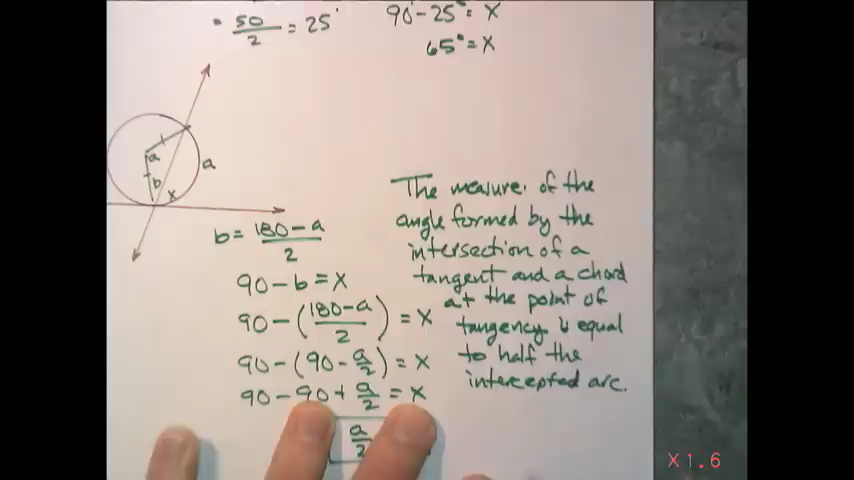 50/2 = 25°
90° - 25° = x
65° = x
a
a
b
x
b = 180 - a / 2
90 - b = x
90 - (180 - a / 2) = x
90 - (90 - a/2) = x
90 - 90 + a/2 = x
a/2
The measure of the
angle formed by the
intersection of a
tangent and a chord
at the point of
tangency is equal
to half the
intercepted arc.
X1.6